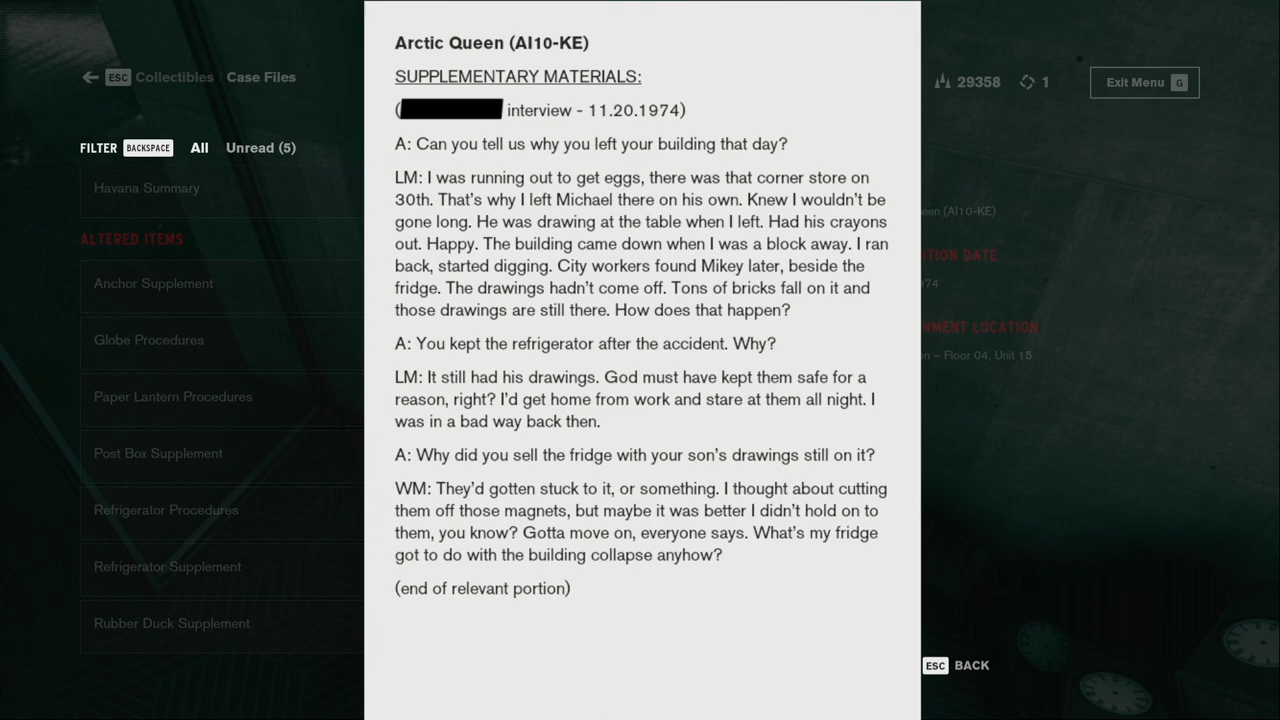 Arctic Queen (AI10-KE)
SUPPLEMENTARY MATERIALS:
( interview - 11.20.1974)
A: Can you tell us why you left your building that day?
LM: I was running out to get eggs, there was that corner store on
30th. That's why I left Michael there on his own. Knew I wouldn't be
gone long. He was drawing at the table when I left. Had his crayons
out. Happy. The building came down when I was a block away. I ran
back, started digging. City workers found Mikey later, beside the
fridge. The drawings hadn't come off. Tons of bricks fall on it and
those drawings are still there. How does that happen?
A: You kept the refrigerator after the accident. Why?
LM: It still had his drawings. God must have kept them safe for a
reason, right? I'd get home from work and stare at them all night. I
was in a bad way back then.
A: Why did you sell the fridge with your son's drawings still on it?
WM: They'd gotten stuck to it, or something. I thought about cutting
them off those magnets, but maybe it was better I didn't hold on to
them, you know? Gotta move on, everyone says. What's my fridge
got to do with the building collapse anyhow?
(end of relevant portion)
ESC Collectibles Case Files
FILTER BACKSPACE All Unread (5)
Havana Summary
ALTERED ITEMS
Anchor Supplement
Globe Procedures
Paper Lantern Procedures
Post Box Supplement
Refrigerator Procedures
Refrigerator Supplement
Rubber Duck Supplement
29358 1 Exit Menu G
een (AI10-KE)
ITION DATE
74
NMENT LOCATION
n – Floor 04, Unit 15
ESC BACK